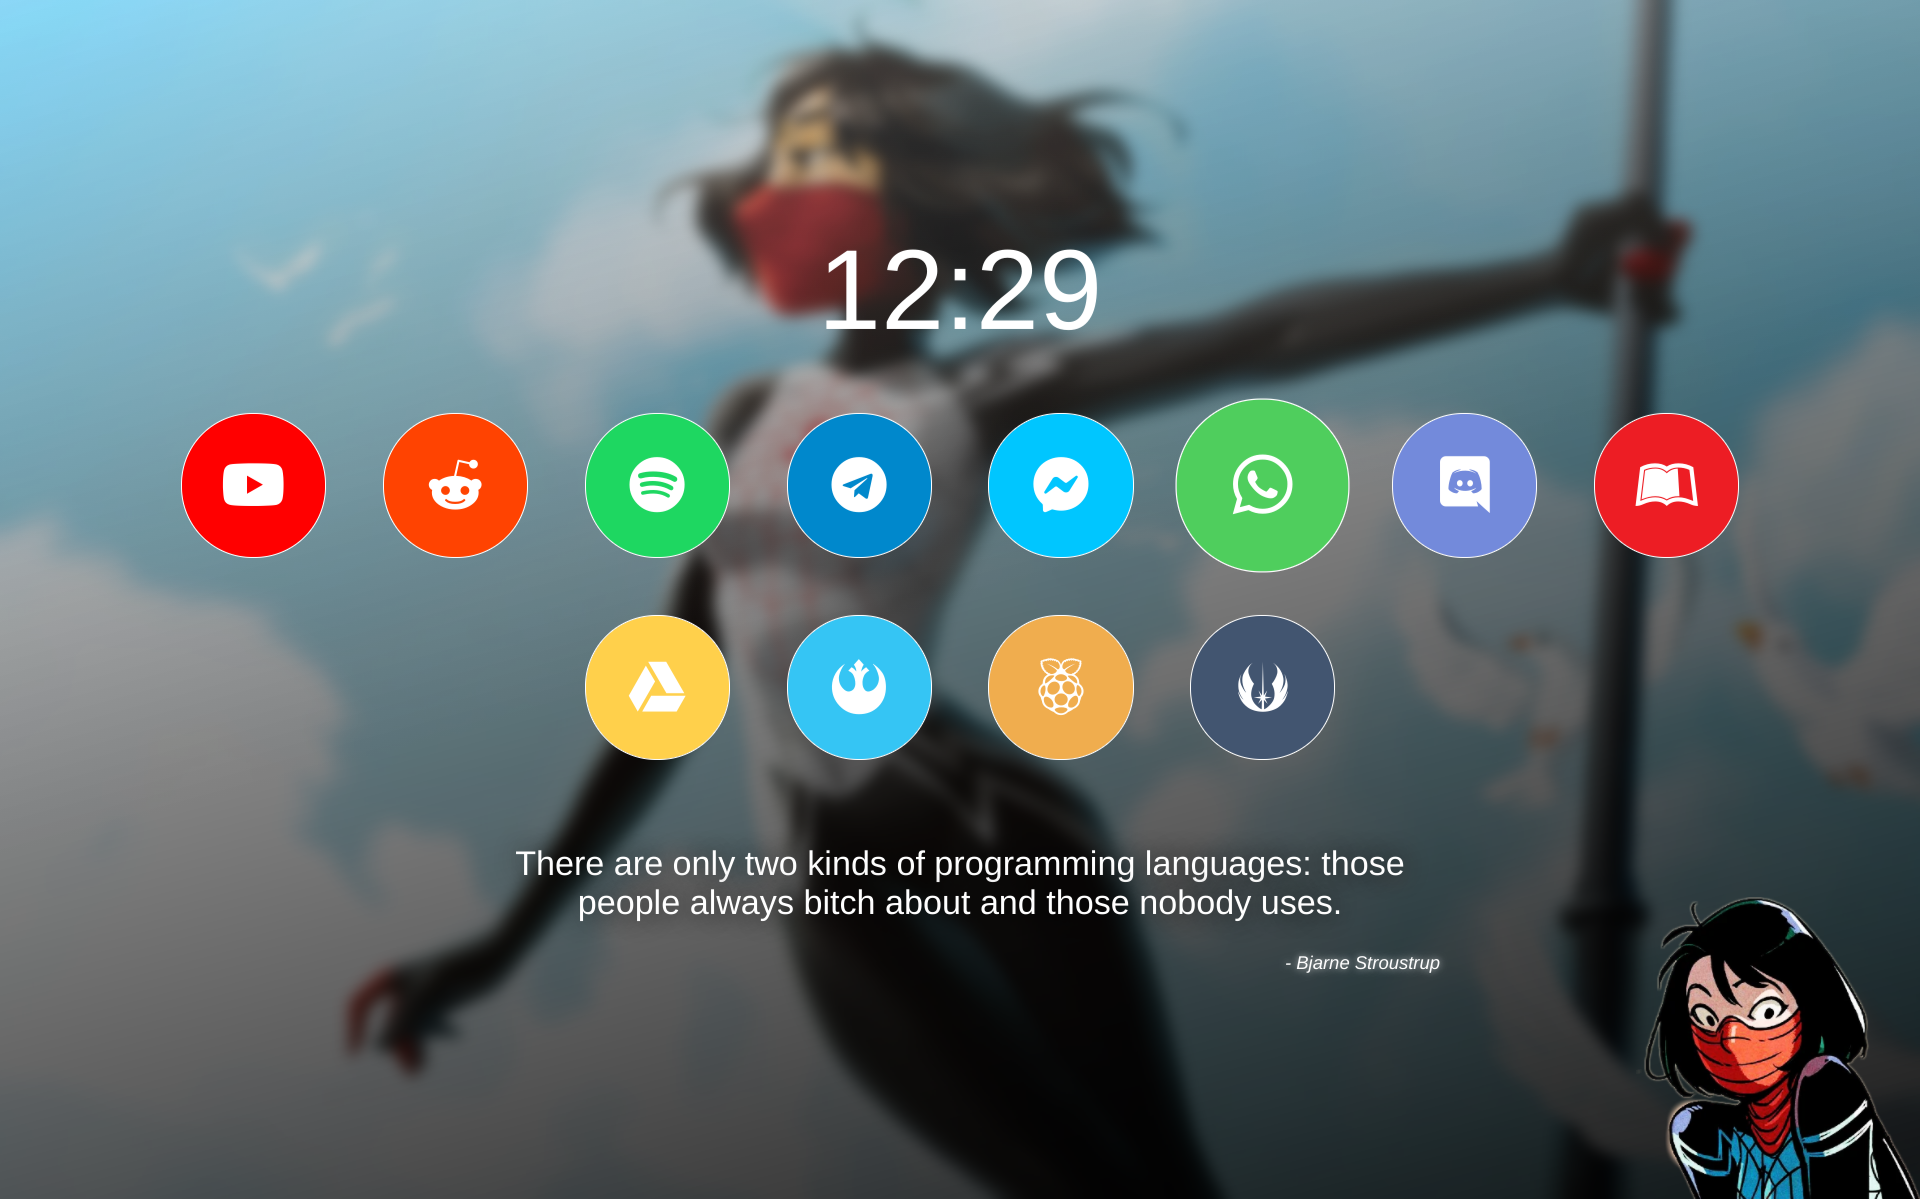 12:29
There are only two kinds of programming languages: those
people always bitch about and those nobody uses.
- Bjarne Stroustrup